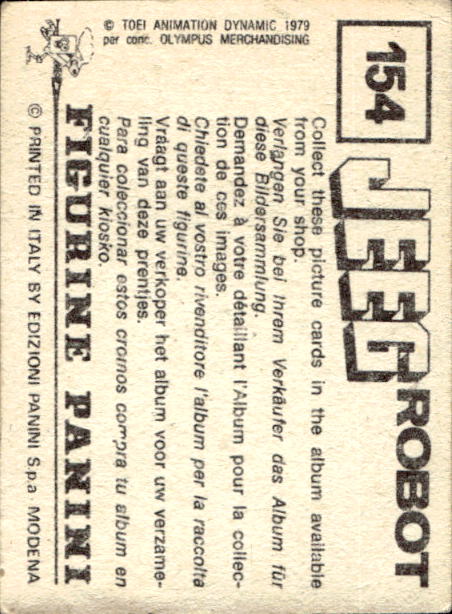 154
JEEG ROBOT
Collect these picture cards in the album available
from your shop.
Verlangen Sie bei Ihrem Verkäufer das Album für
diese Bildersammlung.
Demandez à votre détaillant l'Album pour la collec-
tion de ces images.
Chiedete al vostro rivenditore l'album per la raccolta
di queste figurine.
Vraagt aan uw verkoper het album voor uw verzame-
ling van deze prentjes.
Para coleccionar estos cromos compra tu album en
cualquier kiosko.
FIGURINE PANINI
© PRINTED IN ITALY BY EDIZIONI PANINI S.p.a MODENA
© TOEI ANIMATION DYNAMIC 1979
per conc. OLYMPUS MERCHANDISING